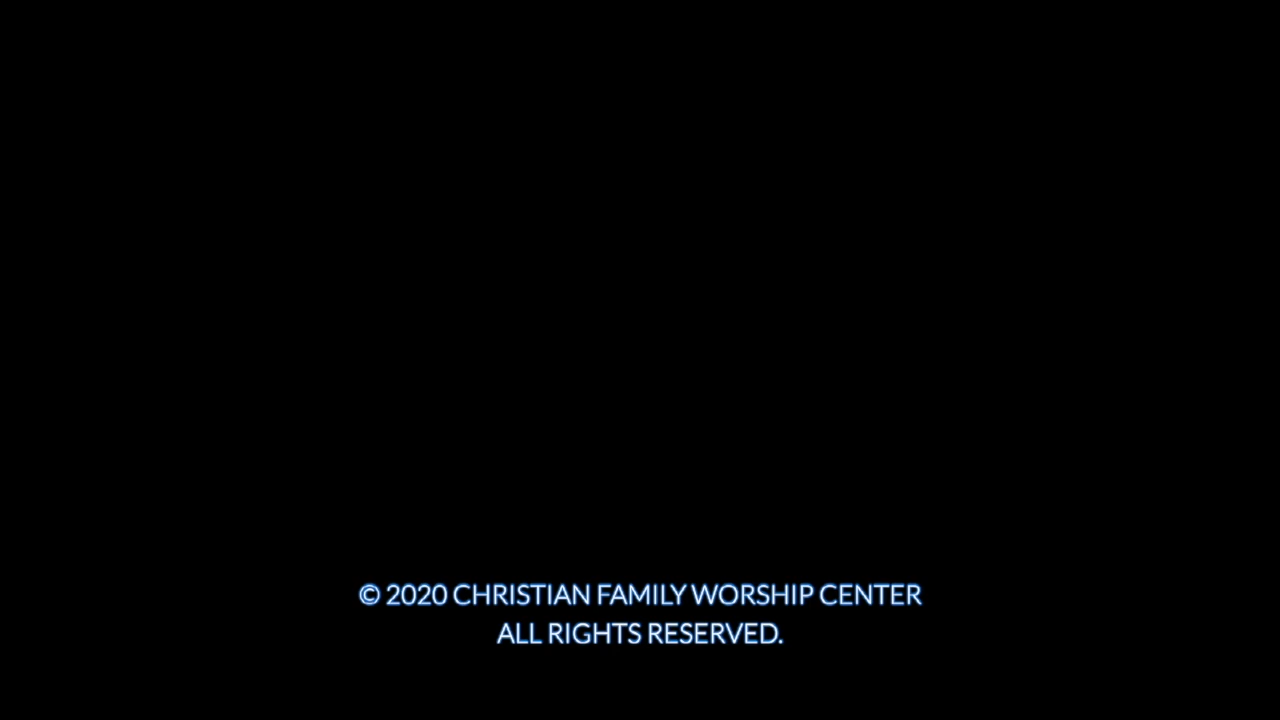 © 2020 CHRISTIAN FAMILY WORSHIP CENTER
ALL RIGHTS RESERVED.